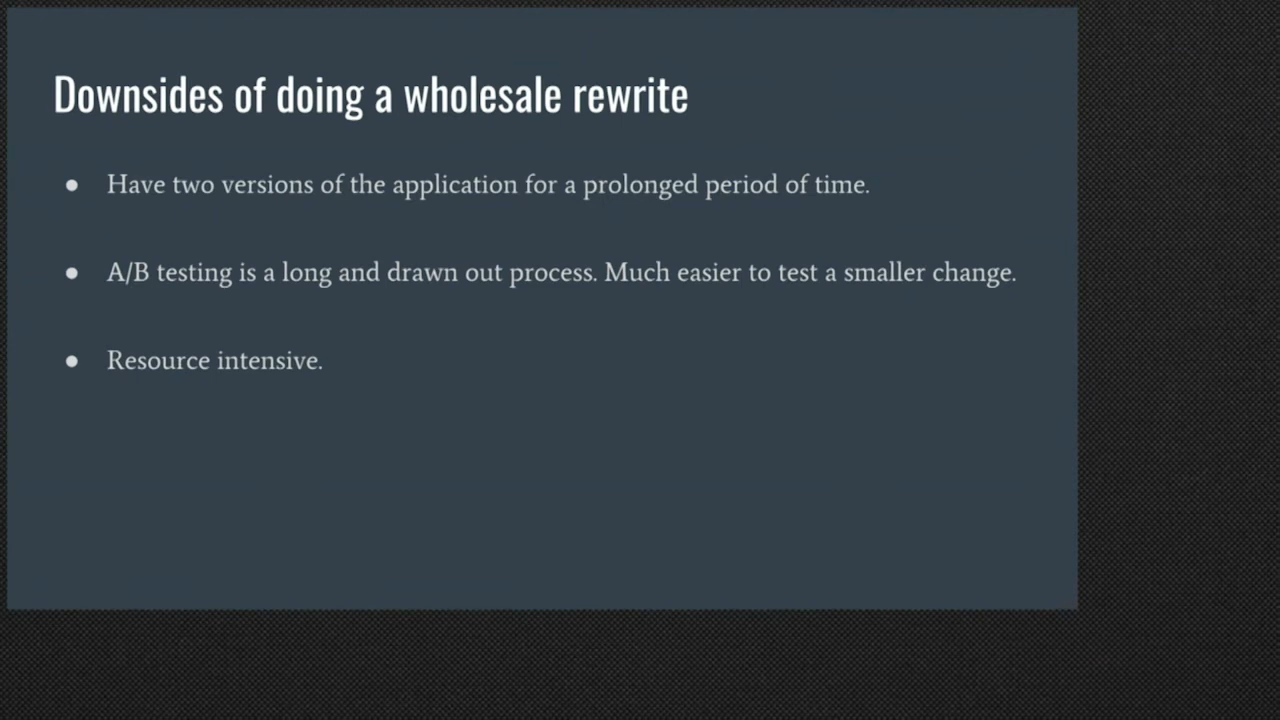 Downsides of doing a wholesale rewrite
● Have two versions of the application for a prolonged period of time.
● A/B testing is a long and drawn out process. Much easier to test a smaller change.
● Resource intensive.